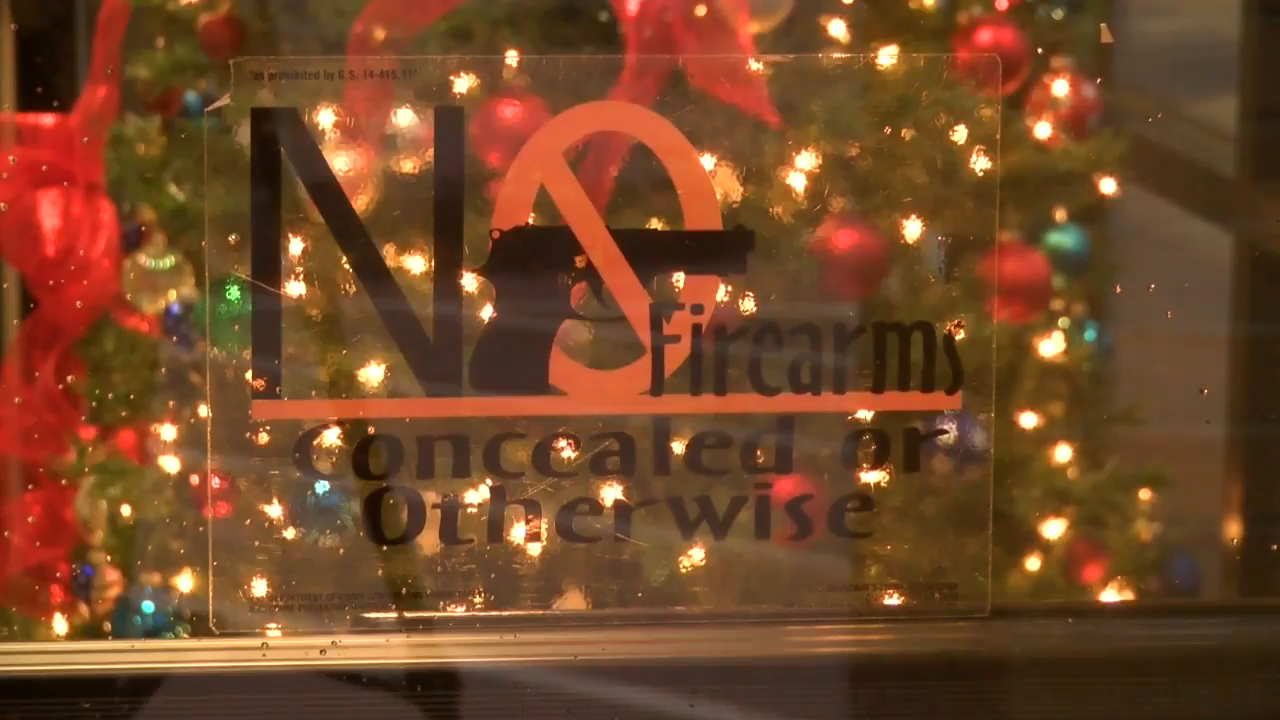 "as prohibited by G.S. 14-415.11"
NO
Firearms
Concealed or
Otherwise